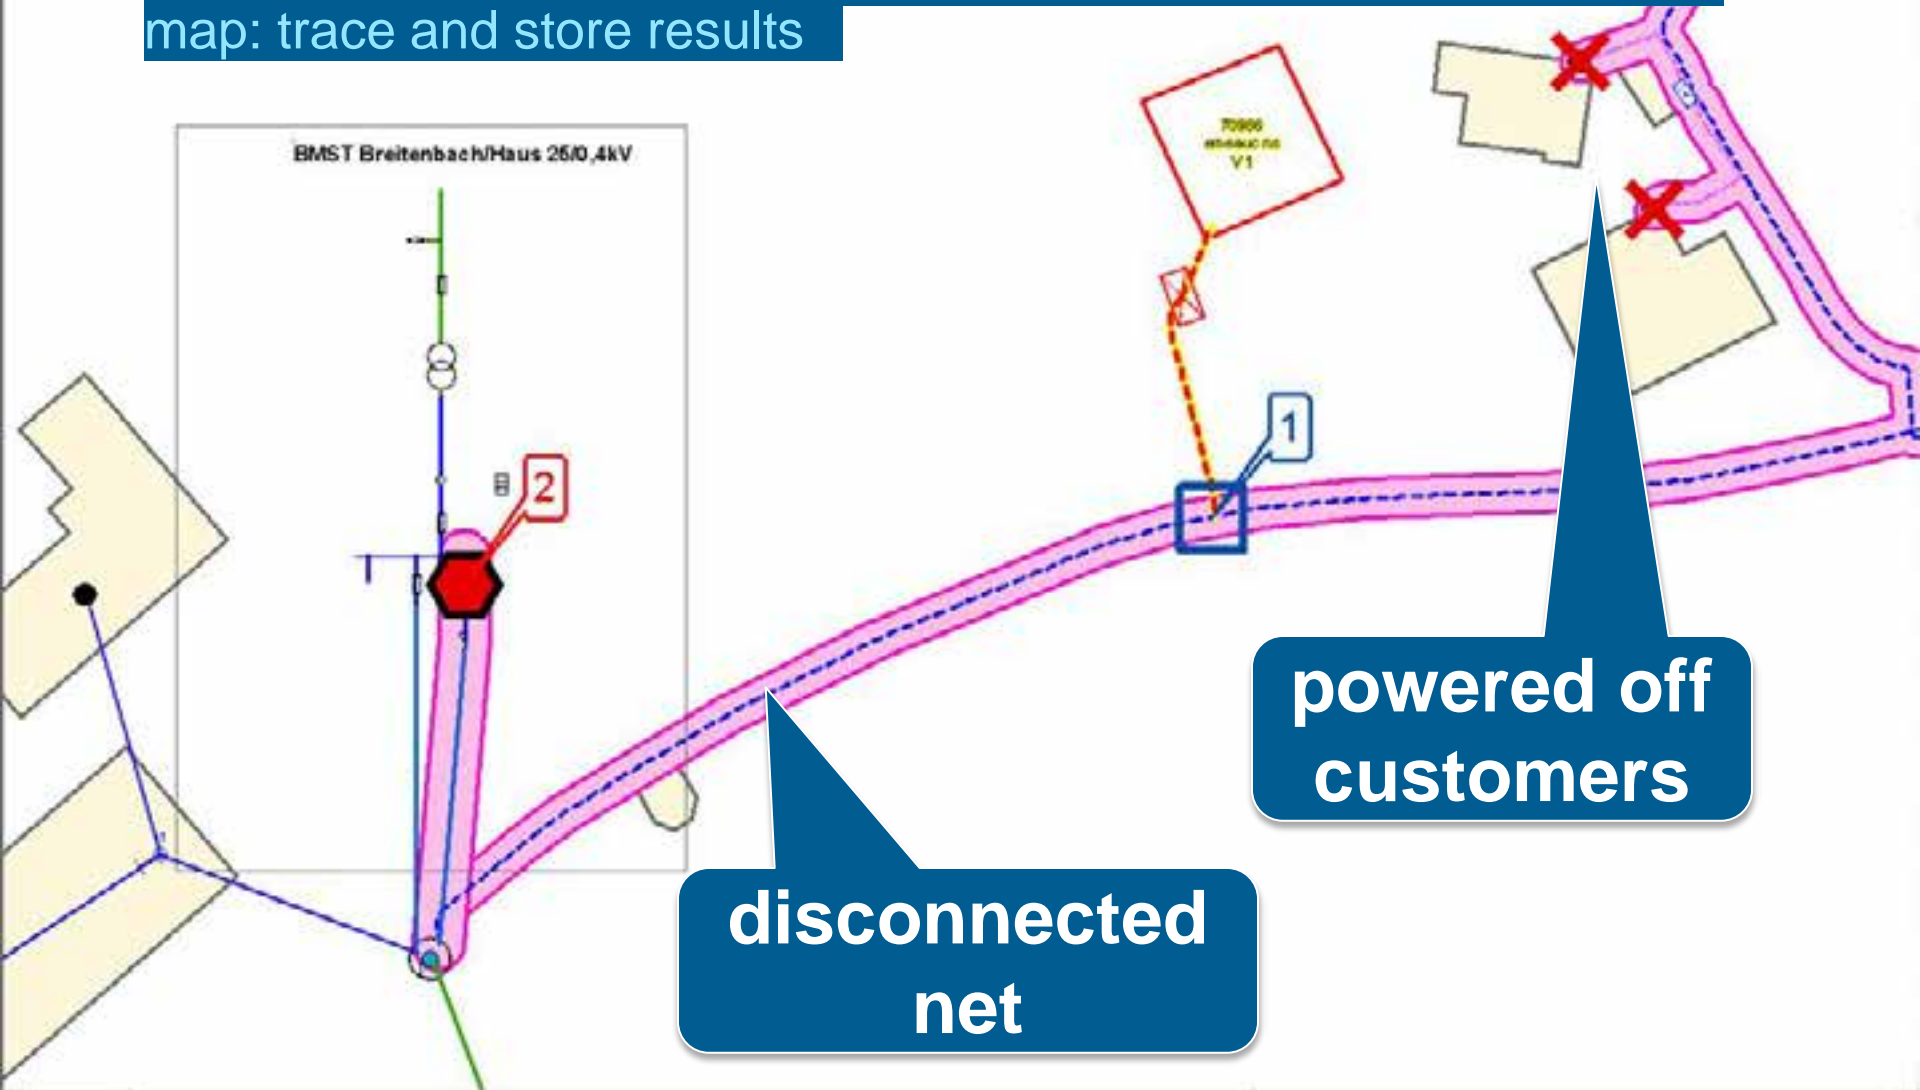 map: trace and store results
BMST Breitenbach/Haus 25/0,4kV
70966
V1
1
2
powered off
customers
disconnected
net